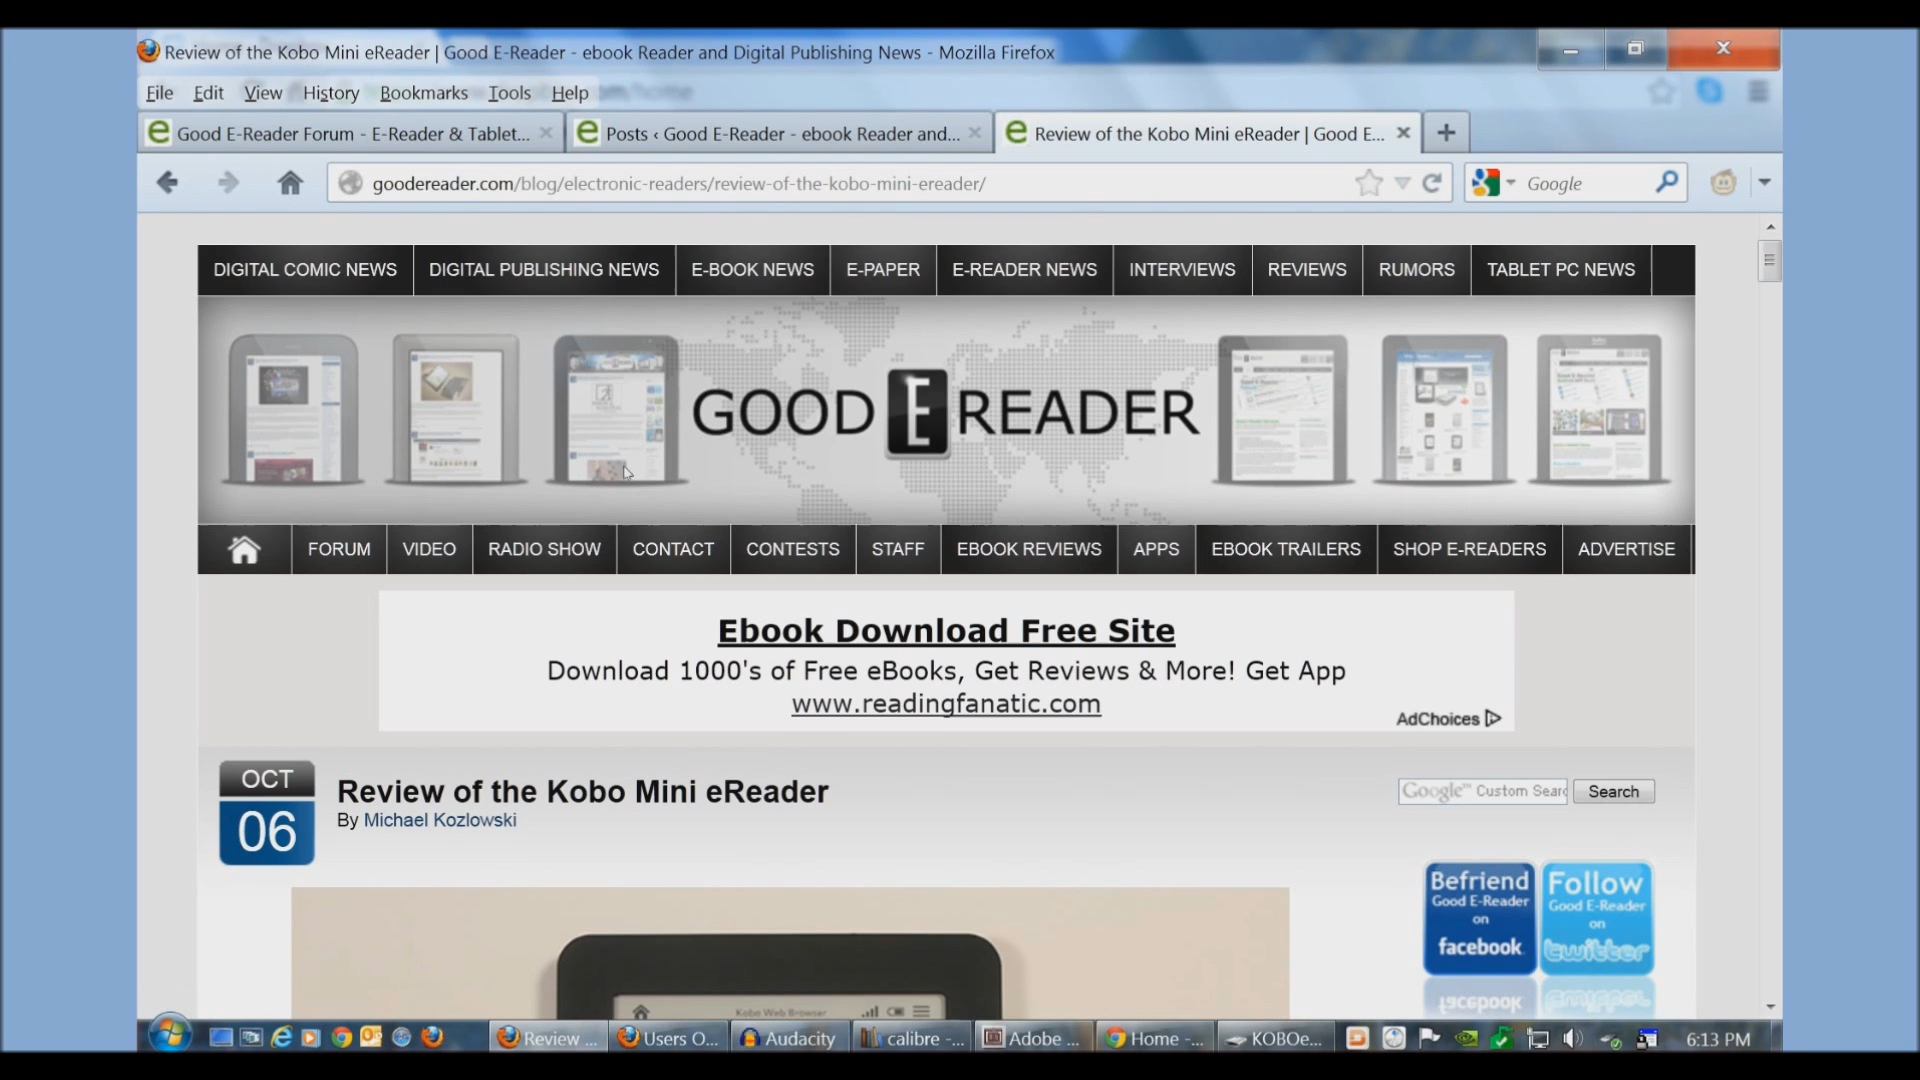 Review of the Kobo Mini eReader | Good E-Reader - ebook Reader and Digital Publishing News - Mozilla Firefox
File Edit View History Bookmarks Tools Help
Good E-Reader Forum - E-Reader & Tablet...
Posts ‹ Good E-Reader - ebook Reader and...
Review of the Kobo Mini eReader | Good E...
goodereader.com/blog/electronic-readers/review-of-the-kobo-mini-ereader/
Google
DIGITAL COMIC NEWS DIGITAL PUBLISHING NEWS E-BOOK NEWS E-PAPER E-READER NEWS INTERVIEWS REVIEWS RUMORS TABLET PC NEWS
GOOD E READER
FORUM VIDEO RADIO SHOW CONTACT CONTESTS STAFF EBOOK REVIEWS APPS EBOOK TRAILERS SHOP E-READERS ADVERTISE
Ebook Download Free Site
Download 1000's of Free eBooks, Get Reviews & More! Get App
www.readingfanatic.com
AdChoices
OCT
06
Review of the Kobo Mini eReader
By Michael Kozlowski
Google™ Custom Searc
Search
Befriend
Good E-Reader
on
facebook
Follow
Good E-Reader
on
twitter
Kobo Web Browser
Review ... Users O... Audacity calibre -... Adobe ... Home -... KOBOe... 6:13 PM